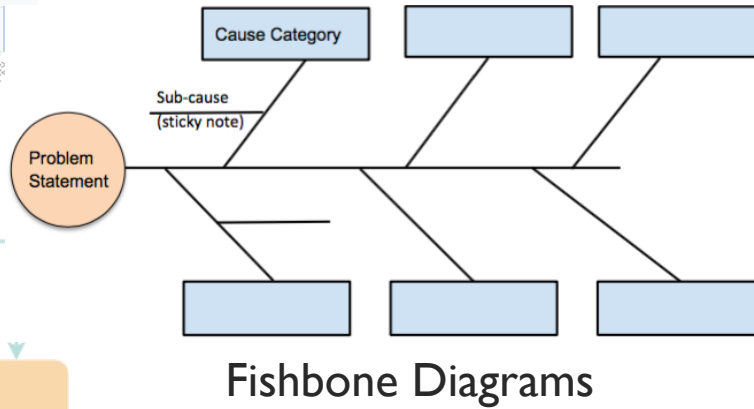 Cause Category
Sub-cause
(sticky note)
Problem
Statement
Fishbone Diagrams